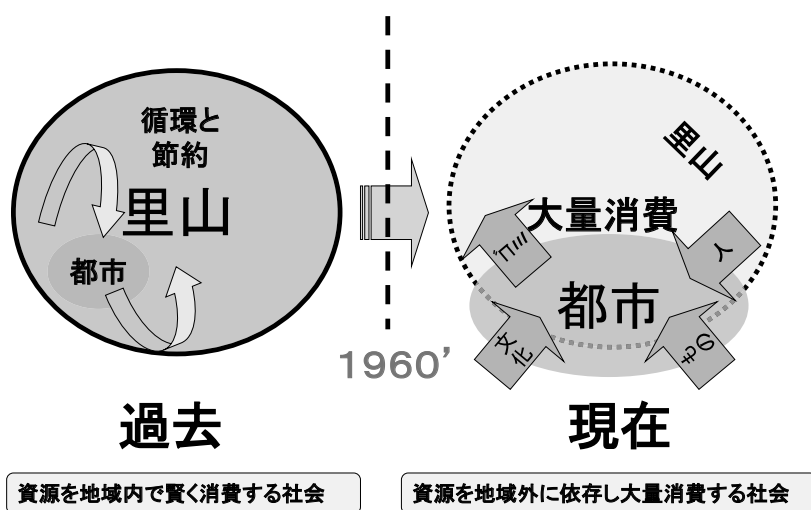 循環と
節約
里山
都市
過去
資源を地域内で賢く消費する社会
1960’
里山
大量消費
ゴミ
人
都市
文化
もの
現在
資源を地域外に依存し大量消費する社会